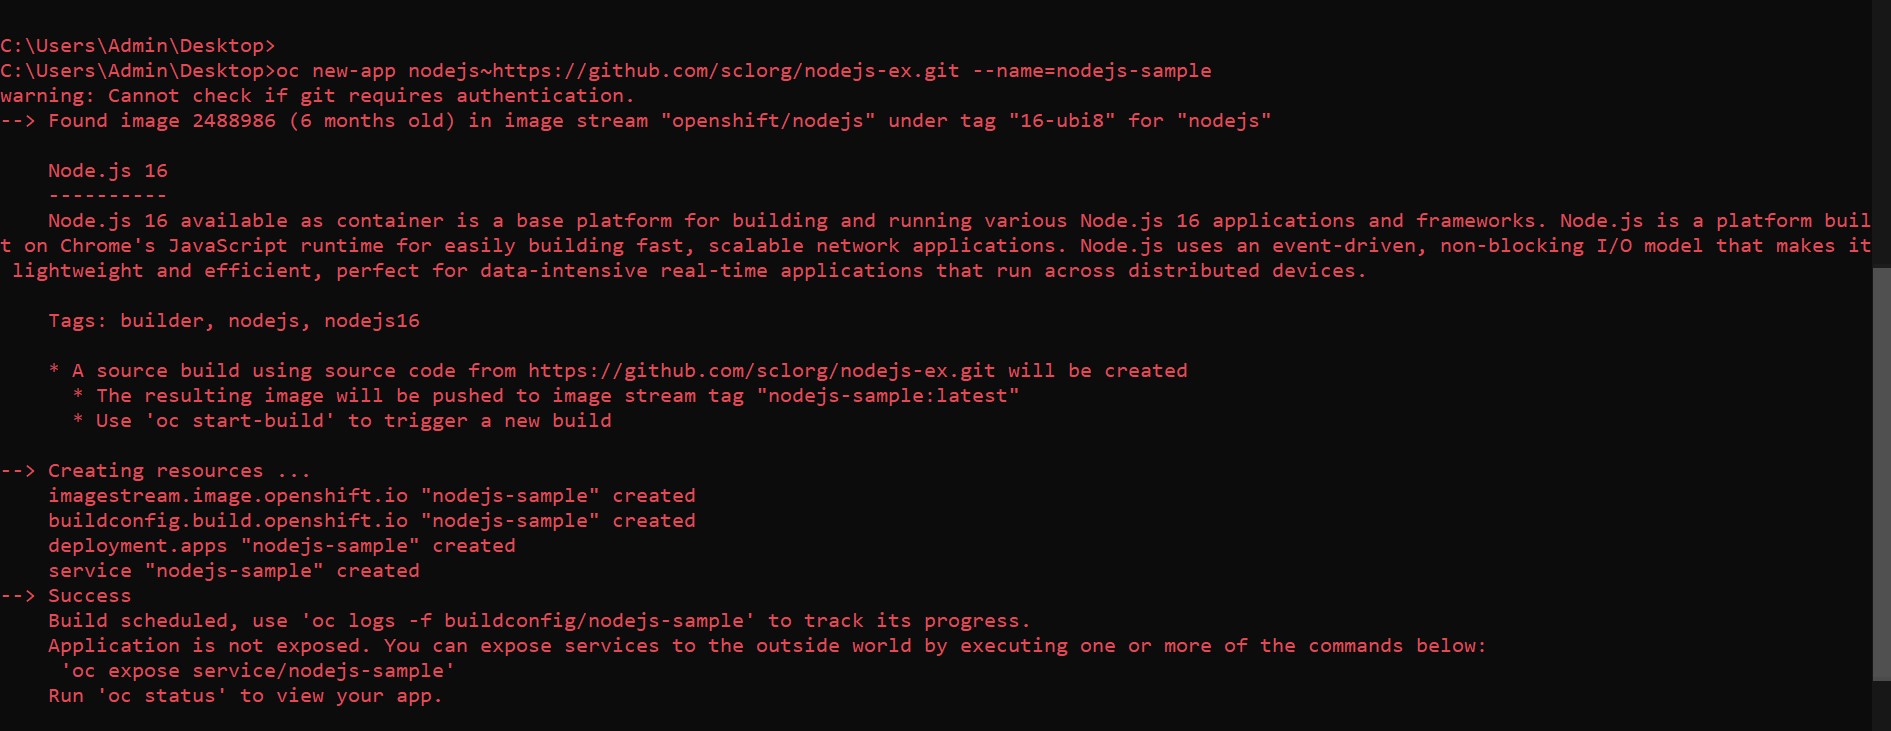 C:\Users\Admin\Desktop>
C:\Users\Admin\Desktop>oc new-app nodejs~https://github.com/sclorg/nodejs-ex.git --name=nodejs-sample
warning: Cannot check if git requires authentication.
--> Found image 2488986 (6 months old) in image stream "openshift/nodejs" under tag "16-ubi8" for "nodejs"
Node.js 16
----------
Node.js 16 available as container is a base platform for building and running various Node.js 16 applications and frameworks. Node.js is a platform buil
t on Chrome's JavaScript runtime for easily building fast, scalable network applications. Node.js uses an event-driven, non-blocking I/O model that makes it
lightweight and efficient, perfect for data-intensive real-time applications that run across distributed devices.
Tags: builder, nodejs, nodejs16
* A source build using source code from https://github.com/sclorg/nodejs-ex.git will be created
* The resulting image will be pushed to image stream tag "nodejs-sample:latest"
* Use 'oc start-build' to trigger a new build
--> Creating resources ...
imagestream.image.openshift.io "nodejs-sample" created
buildconfig.build.openshift.io "nodejs-sample" created
deployment.apps "nodejs-sample" created
service "nodejs-sample" created
--> Success
Build scheduled, use 'oc logs -f buildconfig/nodejs-sample' to track its progress.
Application is not exposed. You can expose services to the outside world by executing one or more of the commands below:
'oc expose service/nodejs-sample'
Run 'oc status' to view your app.